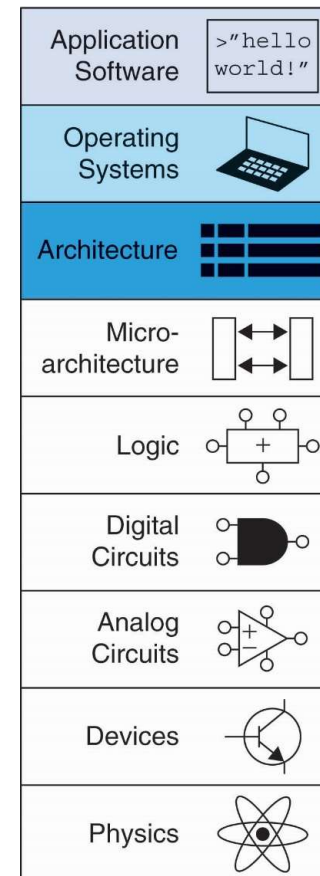 Application
Software
>"hello
world!"
Operating
Systems
Architecture
Micro-
architecture
Logic
+
Digital
Circuits
Analog
Circuits
+
−
Devices
Physics